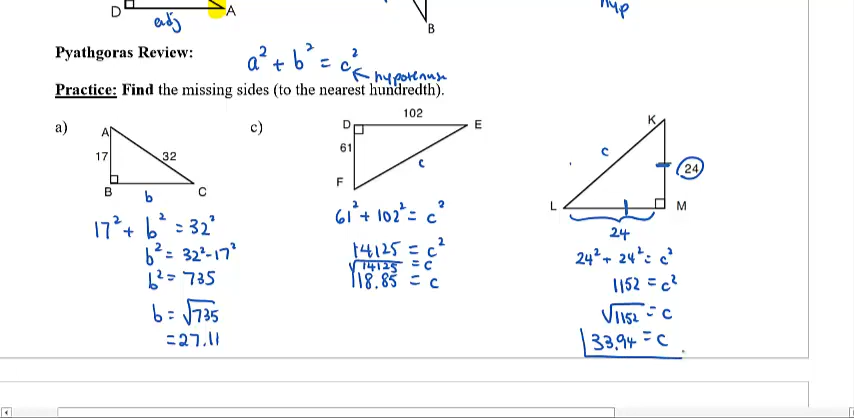 D adj A
B
hyp
Pyathgoras Review: a² + b² = c²
hypotenuse
Practice: Find the missing sides (to the nearest hundredth).
a)
A
17
32
B
b
C
17² + b² = 32²
b² = 32² - 17²
b² = 735
b = √735
= 27.11
c)
D
102
E
61
c
F
61² + 102² = c²
14125 = c²
√14125 = c
118.85 = c
K
c
24
L
M
24
24² + 24² = c²
1152 = c²
√1152 = c
33.94 = c